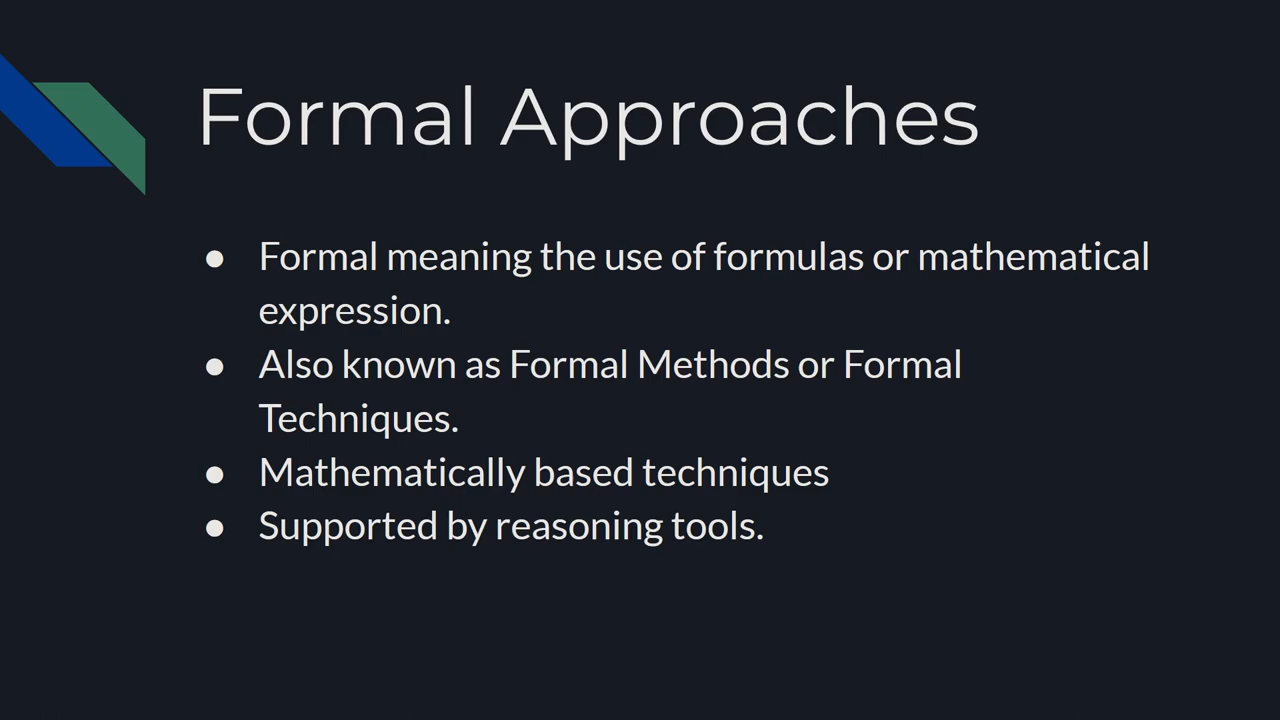 Formal Approaches
● Formal meaning the use of formulas or mathematical
expression.
● Also known as Formal Methods or Formal
Techniques.
● Mathematically based techniques
● Supported by reasoning tools.